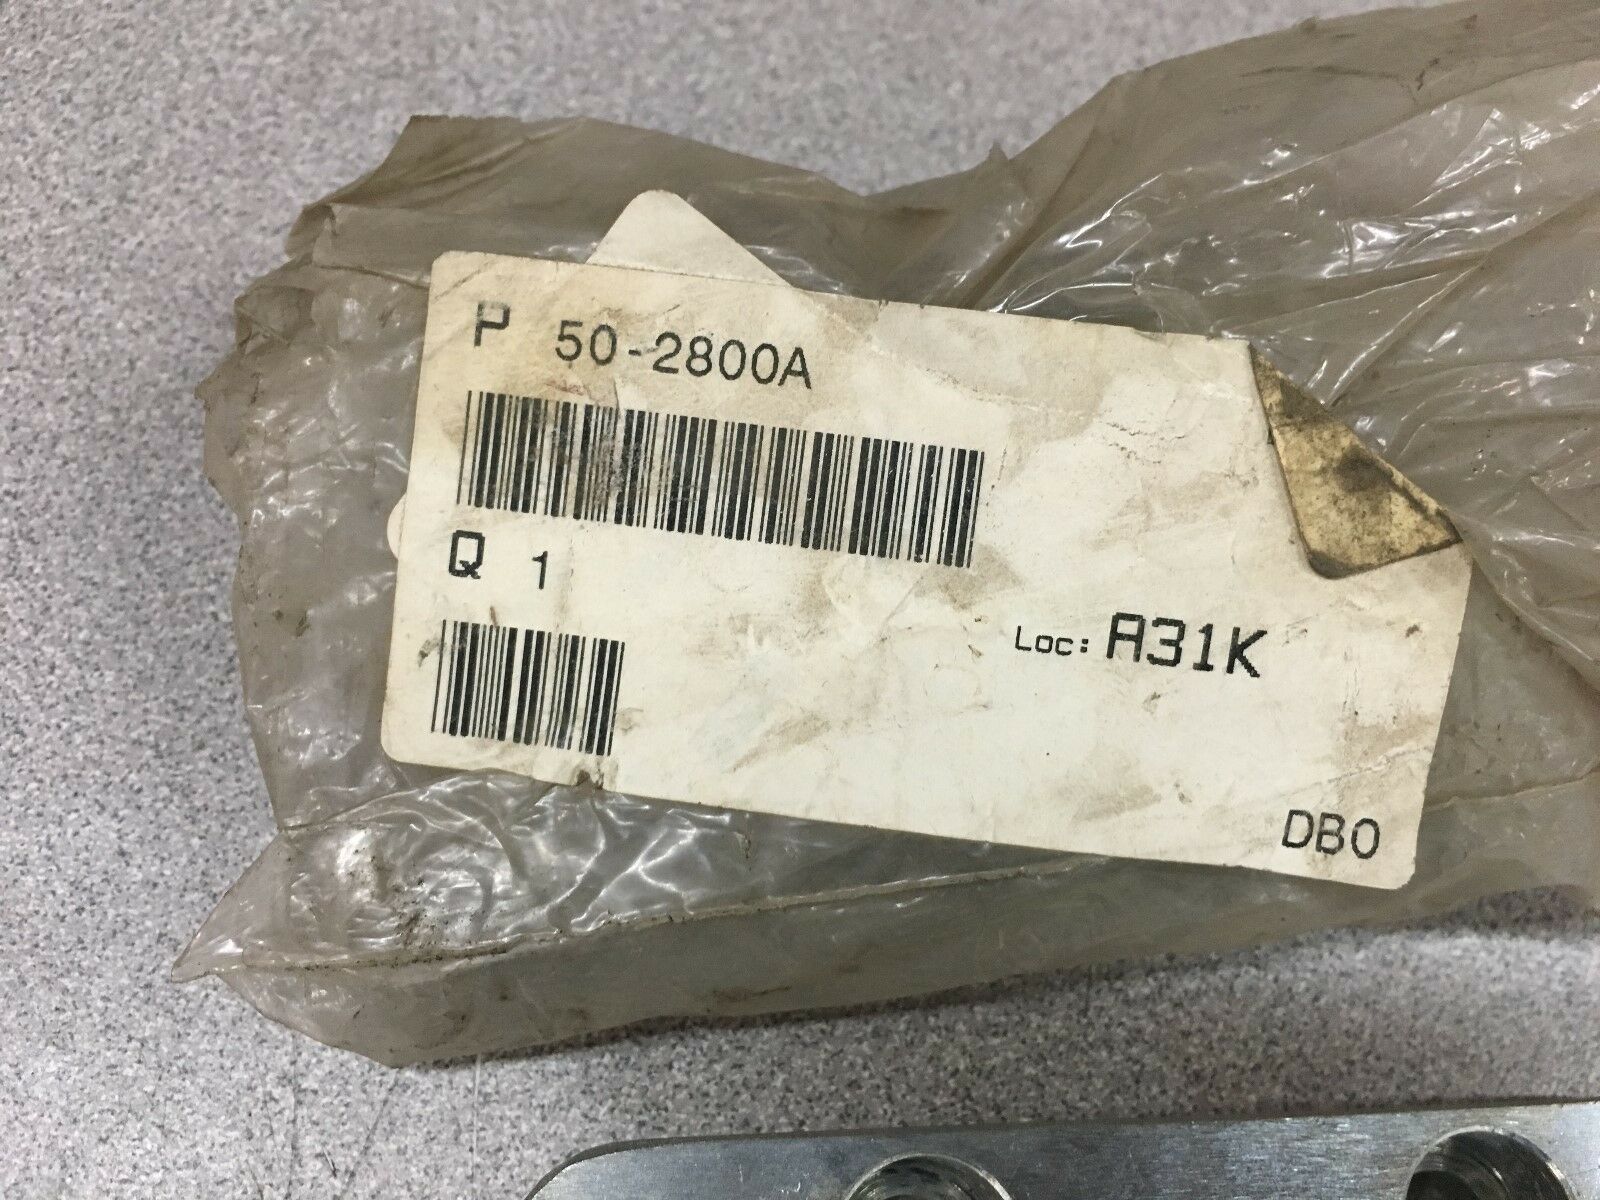 P 50-2800A
Q 1
Loc: A31K
DBO